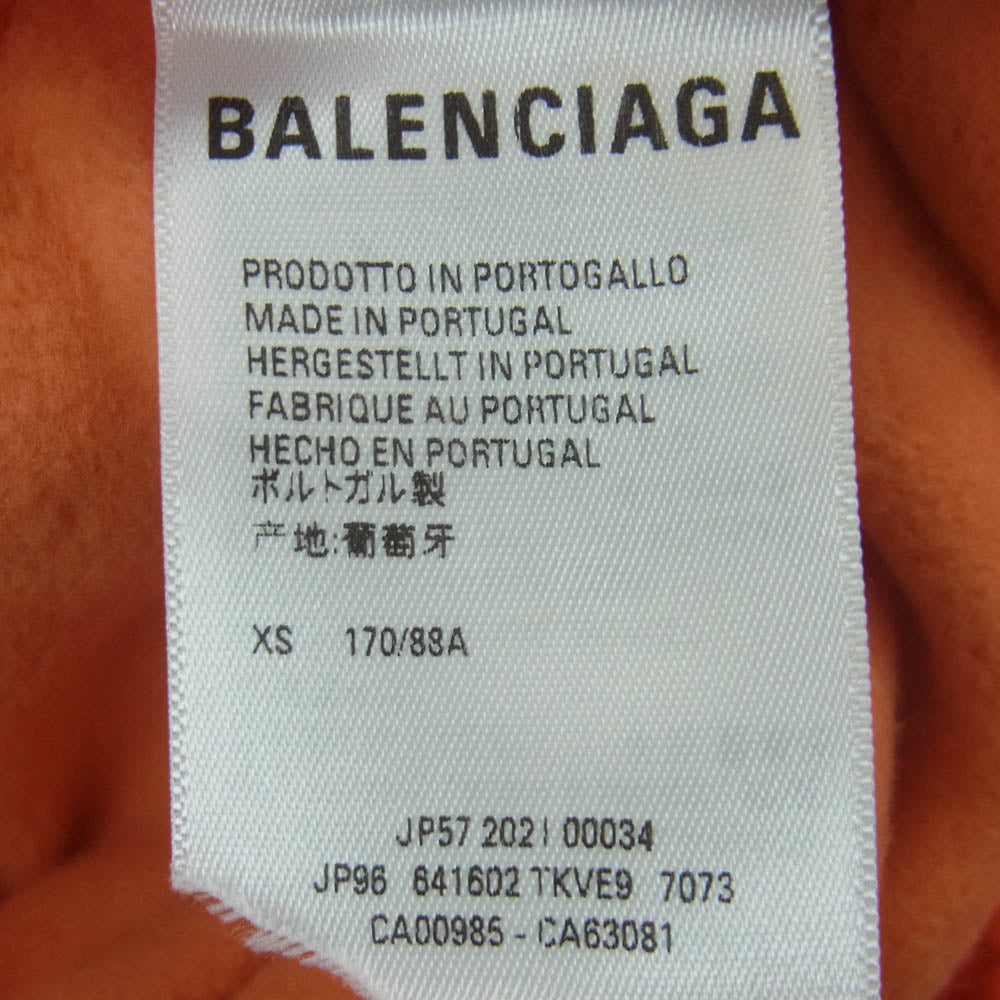 BALENCIAGA
PRODOTTO IN PORTOGALLO
MADE IN PORTUGAL
HERGESTELLT IN PORTUGAL
FABRIQUE AU PORTUGAL
HECHO EN PORTUGAL
ポルトガル製
产地:葡萄牙
XS 170/88A
JP57 2021 00034
JP96 641602 TKVE9 7073
CA00985 - CA63081